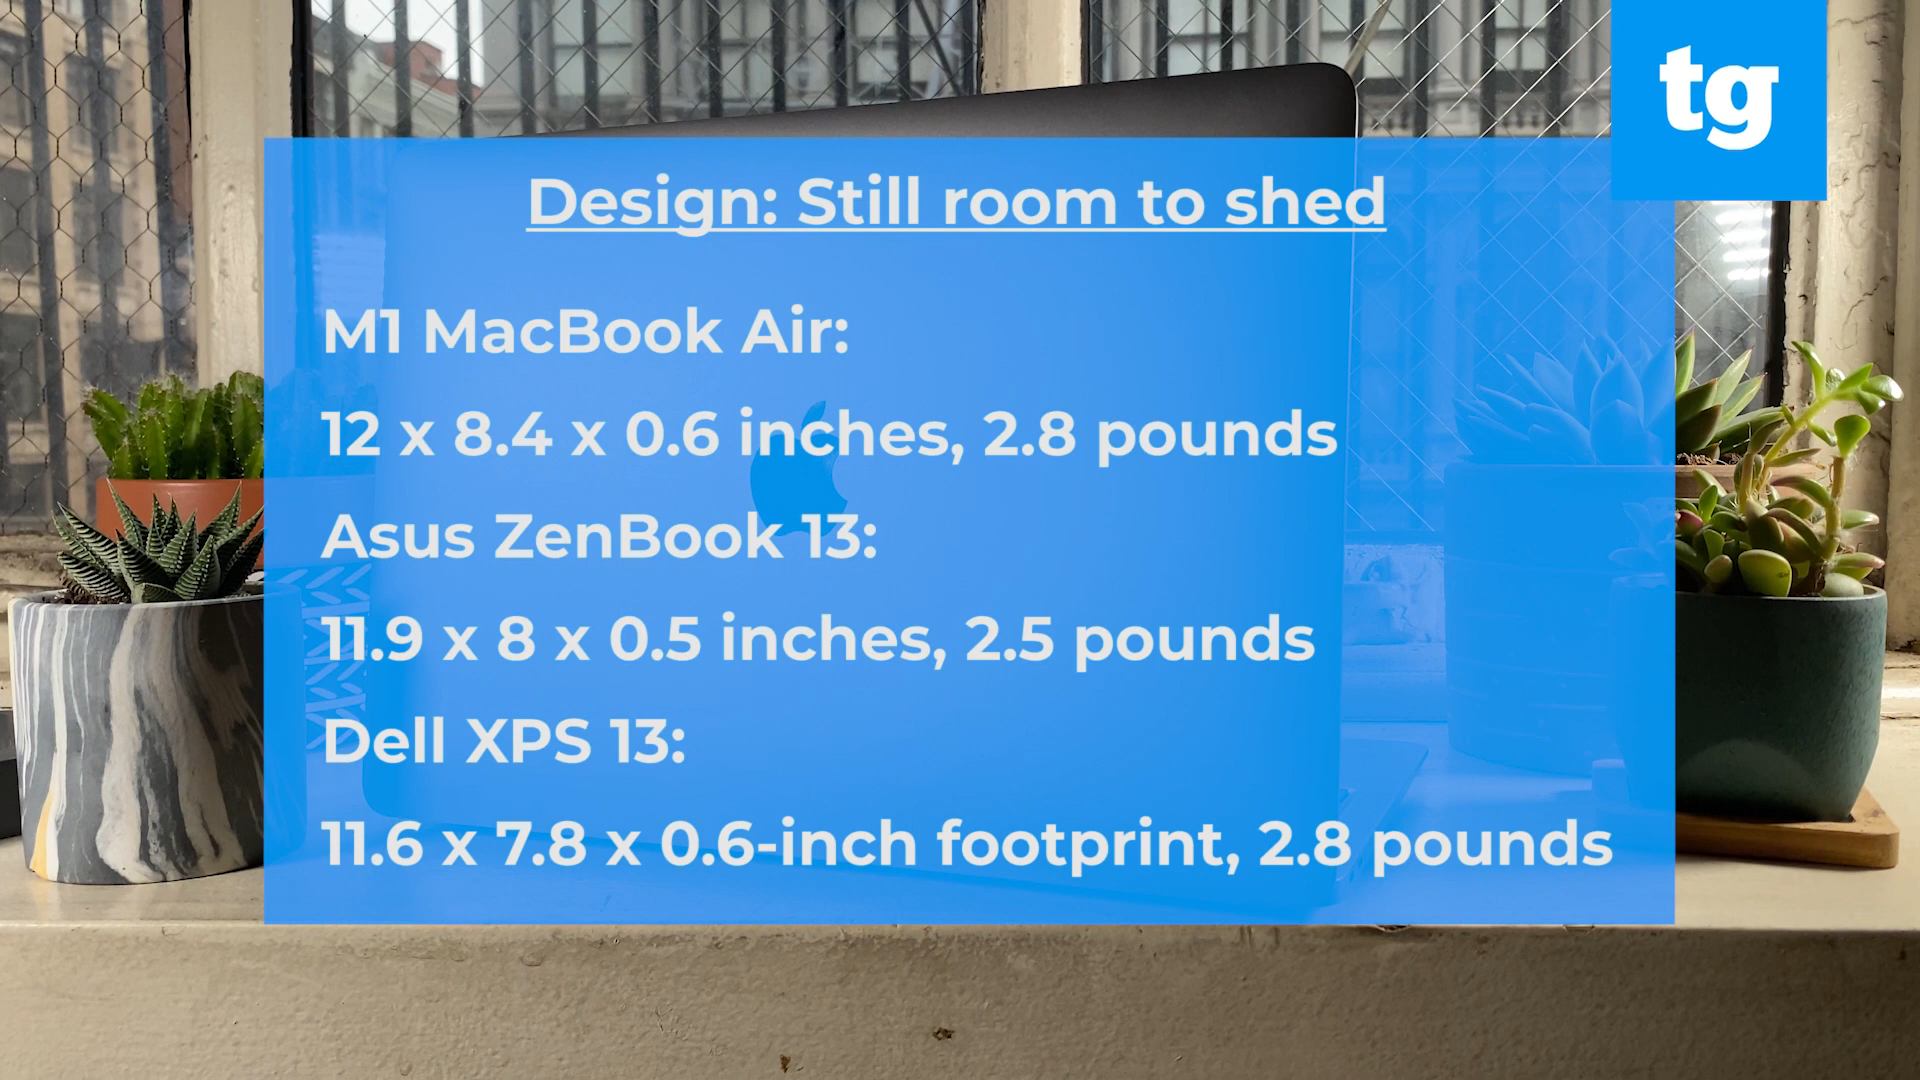 tg
Design: Still room to shed
M1 MacBook Air:
12 x 8.4 x 0.6 inches, 2.8 pounds
Asus ZenBook 13:
11.9 x 8 x 0.5 inches, 2.5 pounds
Dell XPS 13:
11.6 x 7.8 x 0.6-inch footprint, 2.8 pounds